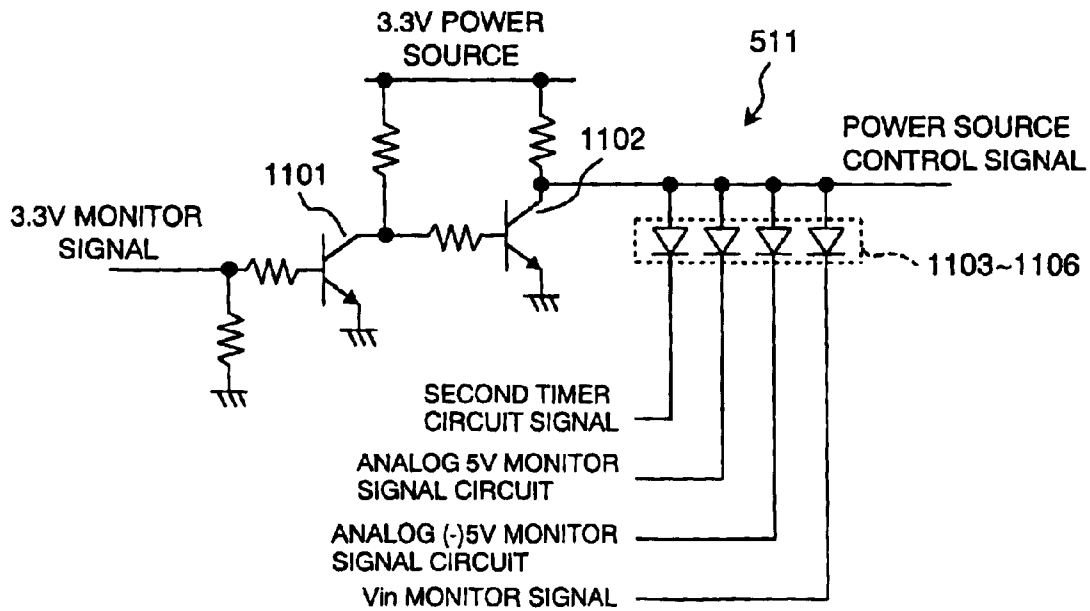 3.3V POWER
SOURCE
511
1102
POWER SOURCE
CONTROL SIGNAL
1101
3.3V MONITOR
SIGNAL
1103~1106
SECOND TIMER
CIRCUIT SIGNAL
ANALOG 5V MONITOR
SIGNAL CIRCUIT
ANALOG (-)5V MONITOR
SIGNAL CIRCUIT
Vin MONITOR SIGNAL